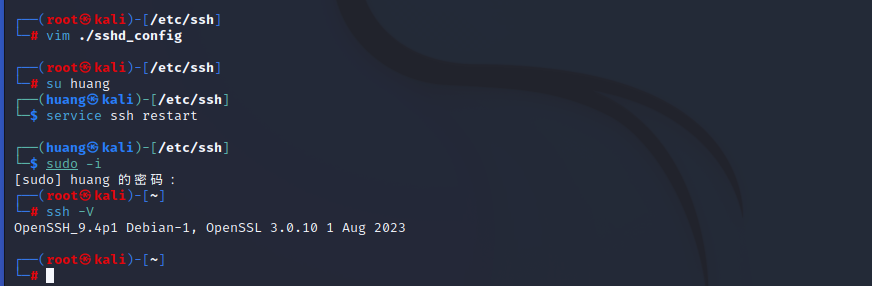 ┌──(root㉿kali)-[/etc/ssh]
└─# vim ./sshd_config
┌──(root㉿kali)-[/etc/ssh]
└─# su huang
┌──(huang㉿kali)-[/etc/ssh]
└─$ service ssh restart
┌──(huang㉿kali)-[/etc/ssh]
└─$ sudo -i
[sudo] huang 的密码：
┌──(root㉿kali)-[~]
└─# ssh -V
OpenSSH_9.4p1 Debian-1, OpenSSL 3.0.10 1 Aug 2023
┌──(root㉿kali)-[~]
└─#